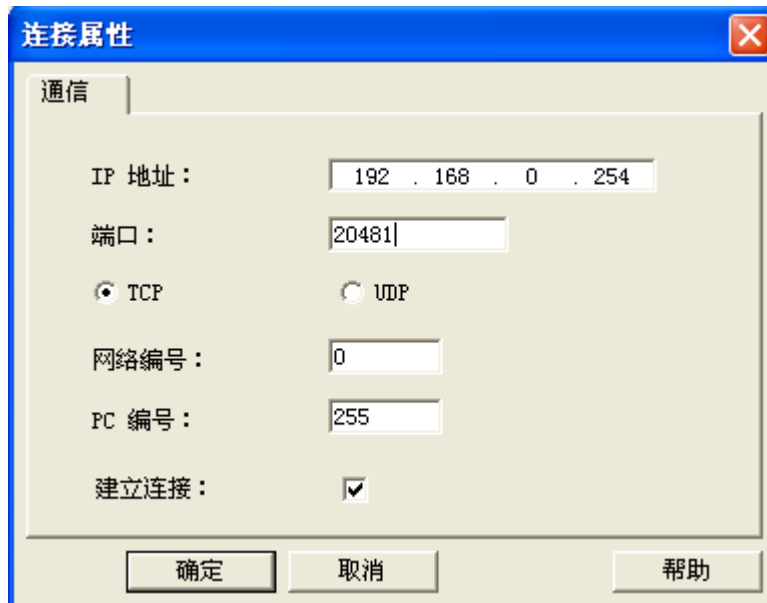 连接属性
通信
IP 地址： 192 . 168 . 0 . 254
端口： 20481
TCP UDP
网络编号： 0
PC 编号： 255
建立连接：
确定 取消 帮助